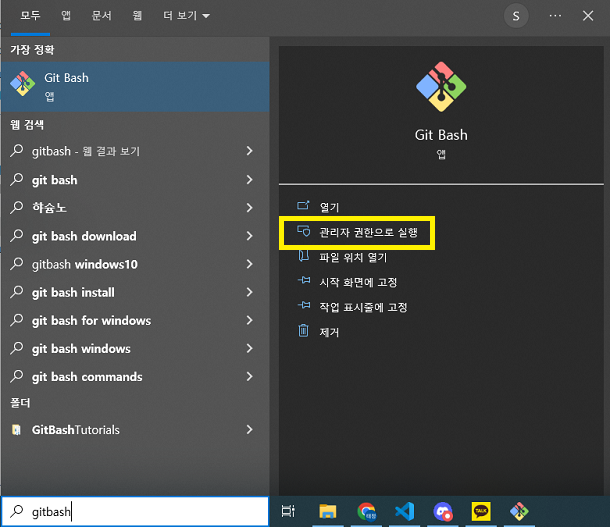 모두 앱 문서 웹 더 보기
S
가장 정확
Git Bash
앱
웹 검색
gitbash - 웹 결과 보기
git bash
햐슘노
git bash download
gitbash windows10
git bash install
git bash for windows
git bash windows
git bash commands
폴더
GitBashTutorials
Git Bash
앱
열기
관리자 권한으로 실행
파일 위치 열기
시작 화면에 고정
작업 표시줄에 고정
제거
gitbash
TALK